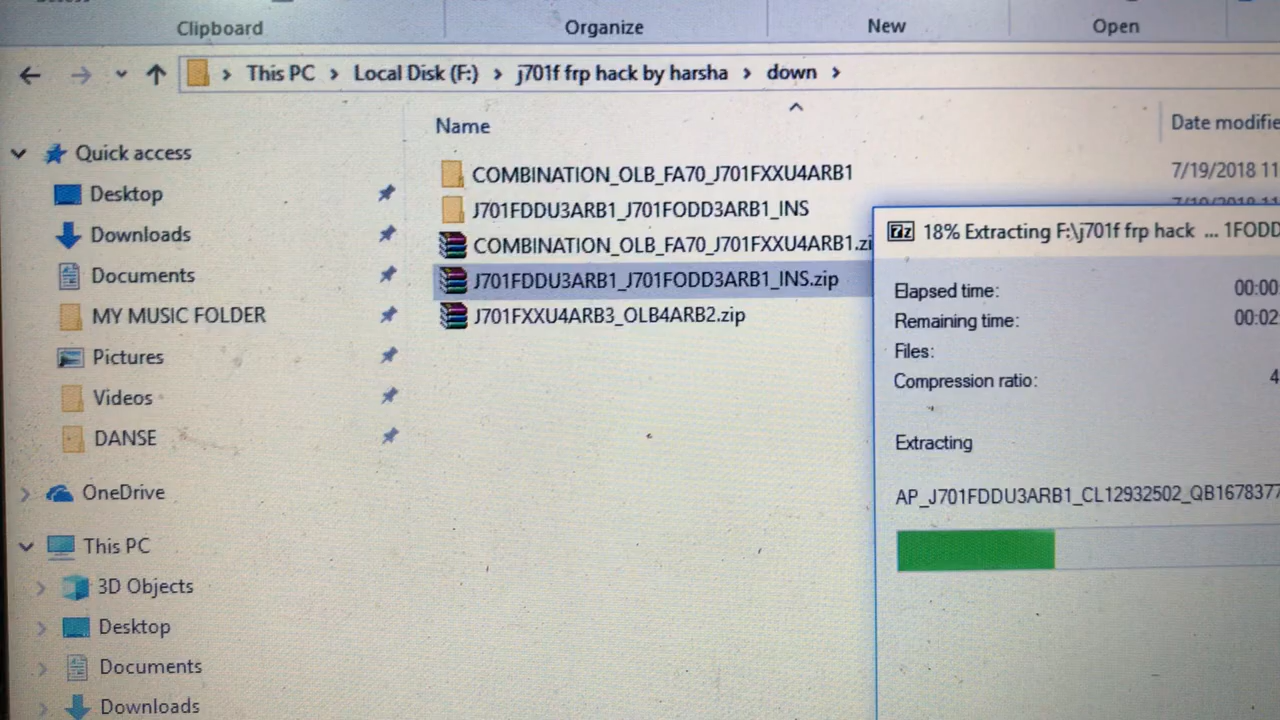 Clipboard
Organize
New
Open
This PC > Local Disk (F:) > j701f frp hack by harsha > down >
Name
Date modifie
Quick access
Desktop
Downloads
Documents
MY MUSIC FOLDER
Pictures
Videos
DANSE
OneDrive
This PC
3D Objects
Desktop
Documents
Downloads
COMBINATION_OLB_FA70_J701FXXU4ARB1
7/19/2018 11
J701FDDU3ARB1_J701FODD3ARB1_INS
COMBINATION_OLB_FA70_J701FXXU4ARB1.zi
J701FDDU3ARB1_J701FODD3ARB1_INS.zip
J701FXXU4ARB3_OLB4ARB2.zip
7z 18% Extracting F:\j701f frp hack ... 1FODD
Elapsed time: 00:00
Remaining time: 00:02
Files:
Compression ratio: 4
Extracting
AP_J701FDDU3ARB1_CL12932502_QB1678377